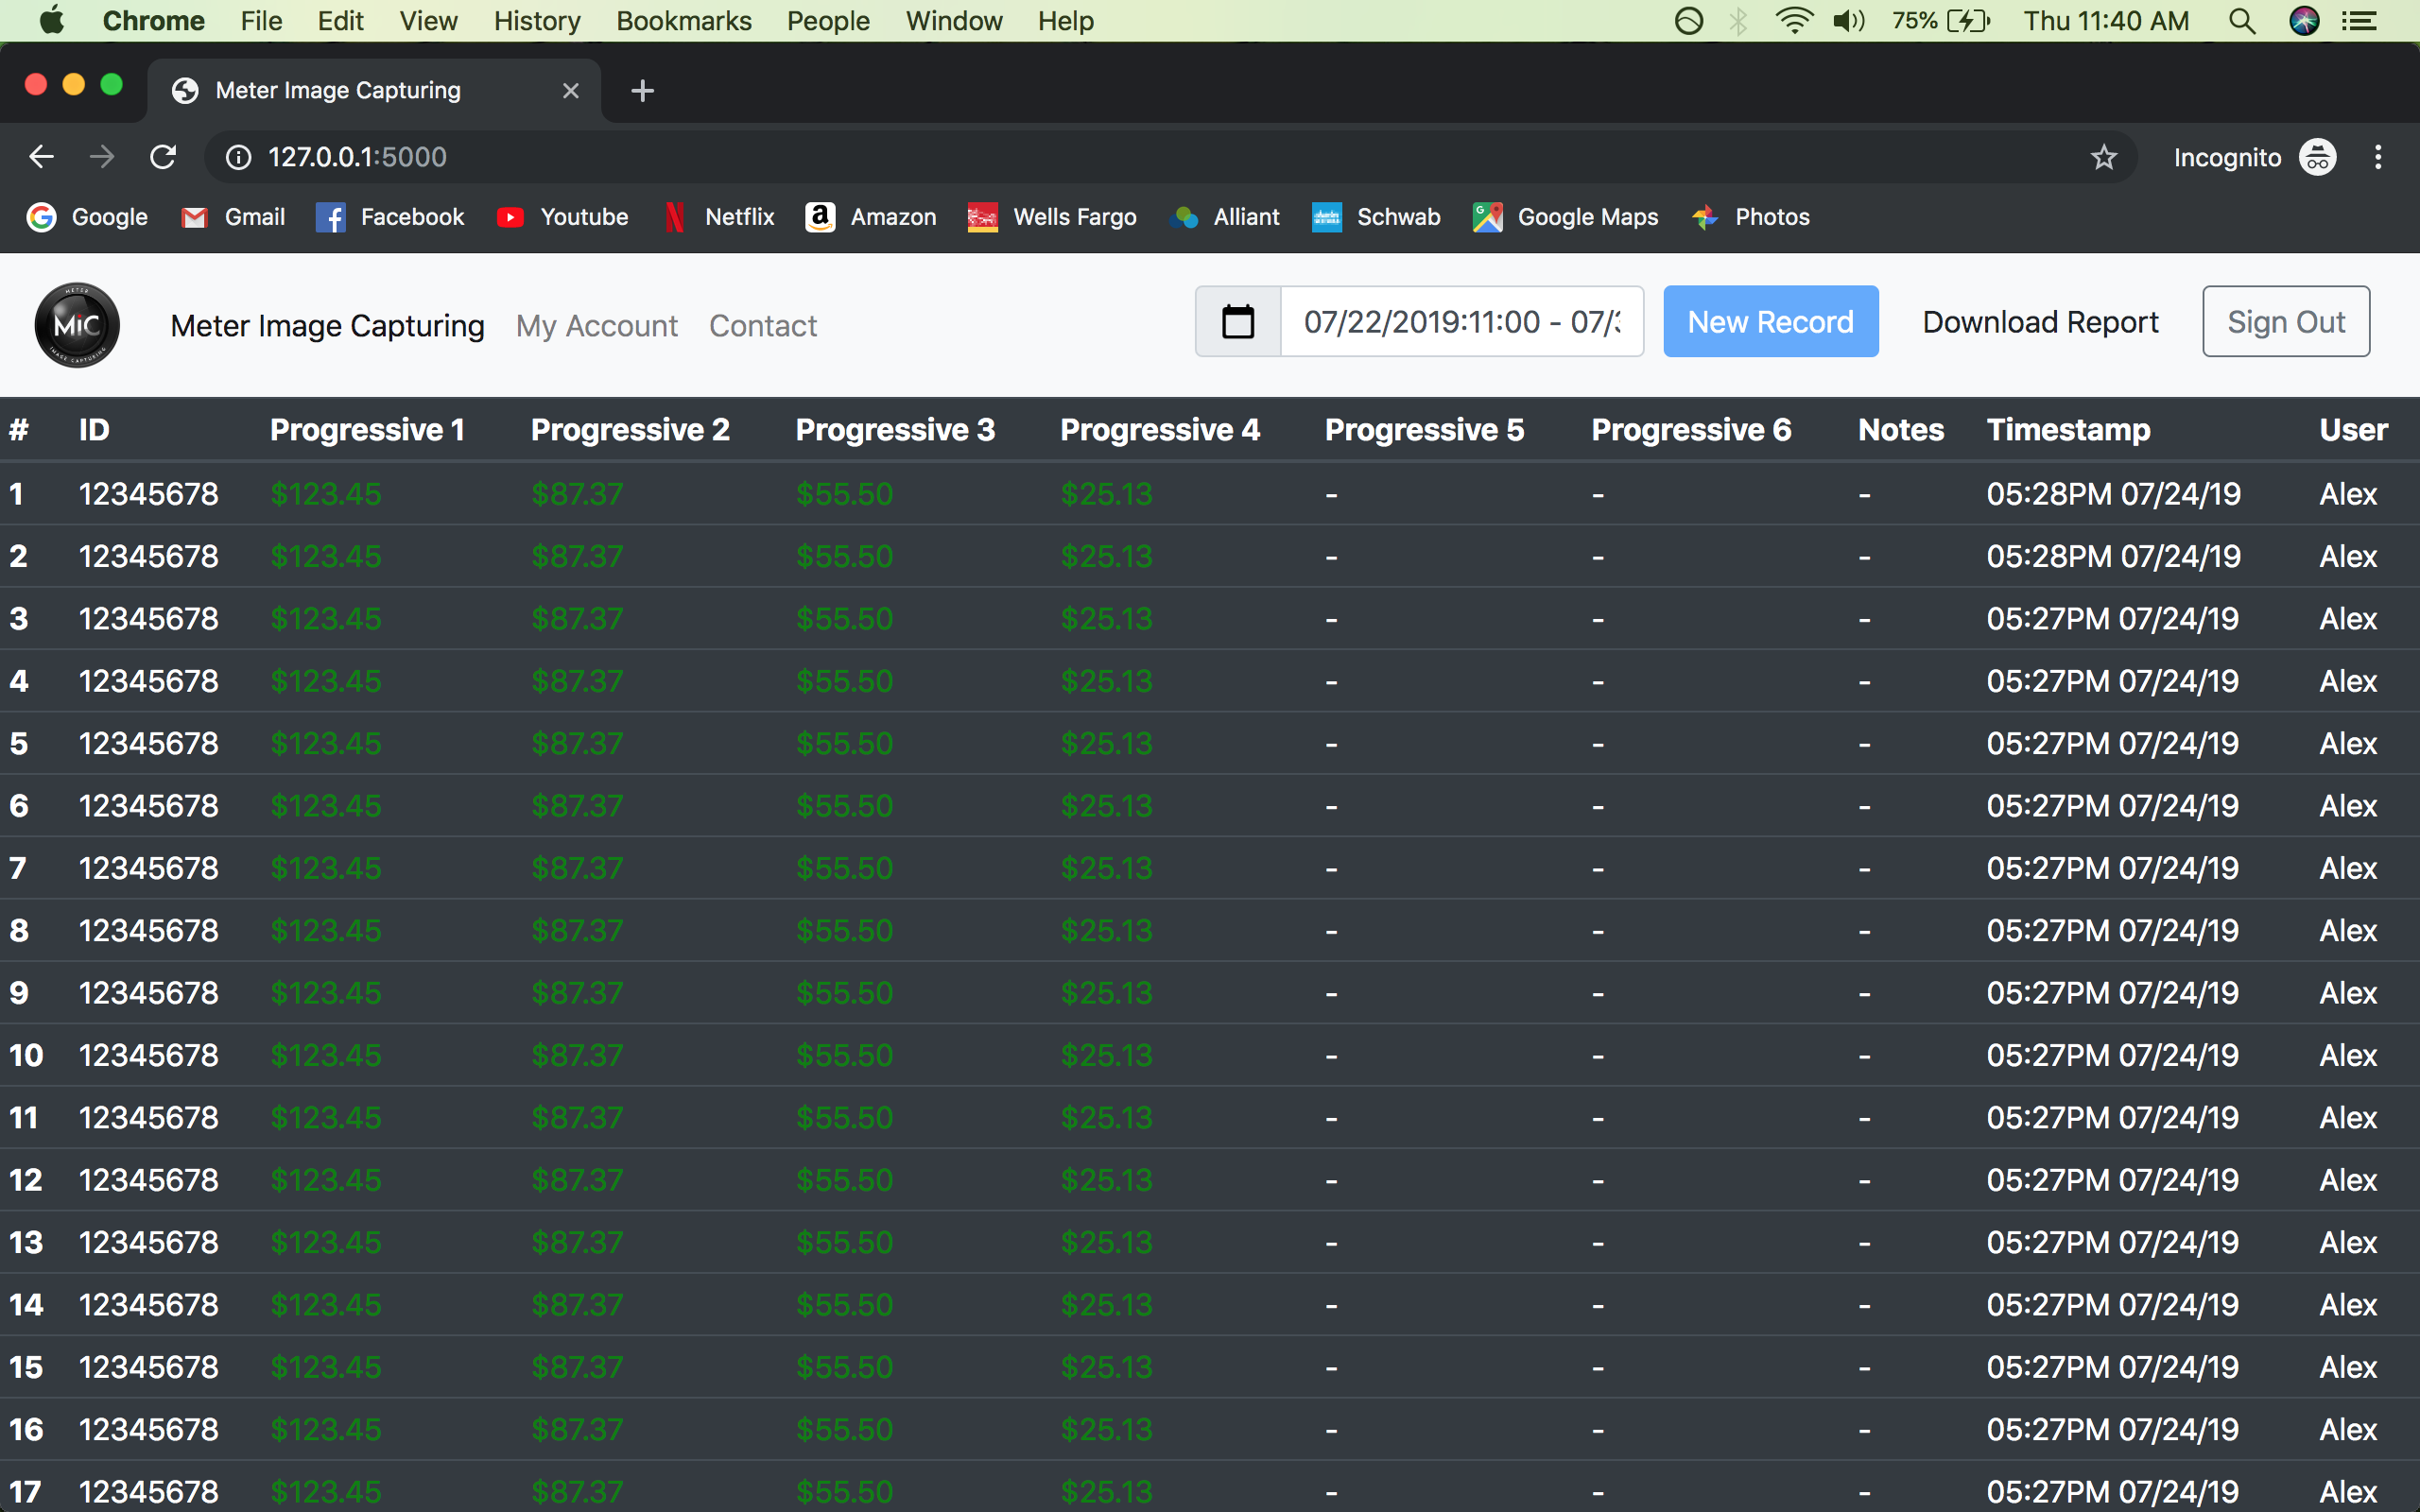 Chrome File Edit View History Bookmarks People Window Help 75% Thu 11:40 AM
Meter Image Capturing
127.0.0.1:5000 Incognito
Google Gmail Facebook Youtube Netflix Amazon Wells Fargo Alliant Schwab Google Maps Photos
METER MiC IMAGE CAPTURING Meter Image Capturing My Account Contact 07/22/2019:11:00 - 07/ New Record Download Report Sign Out
# ID Progressive 1 Progressive 2 Progressive 3 Progressive 4 Progressive 5 Progressive 6 Notes Timestamp User
1 12345678 $123.45 $87.37 $55.50 $25.13 - - - 05:28PM 07/24/19 Alex
2 12345678 $123.45 $87.37 $55.50 $25.13 - - - 05:28PM 07/24/19 Alex
3 12345678 $123.45 $87.37 $55.50 $25.13 - - - 05:27PM 07/24/19 Alex
4 12345678 $123.45 $87.37 $55.50 $25.13 - - - 05:27PM 07/24/19 Alex
5 12345678 $123.45 $87.37 $55.50 $25.13 - - - 05:27PM 07/24/19 Alex
6 12345678 $123.45 $87.37 $55.50 $25.13 - - - 05:27PM 07/24/19 Alex
7 12345678 $123.45 $87.37 $55.50 $25.13 - - - 05:27PM 07/24/19 Alex
8 12345678 $123.45 $87.37 $55.50 $25.13 - - - 05:27PM 07/24/19 Alex
9 12345678 $123.45 $87.37 $55.50 $25.13 - - - 05:27PM 07/24/19 Alex
10 12345678 $123.45 $87.37 $55.50 $25.13 - - - 05:27PM 07/24/19 Alex
11 12345678 $123.45 $87.37 $55.50 $25.13 - - - 05:27PM 07/24/19 Alex
12 12345678 $123.45 $87.37 $55.50 $25.13 - - - 05:27PM 07/24/19 Alex
13 12345678 $123.45 $87.37 $55.50 $25.13 - - - 05:27PM 07/24/19 Alex
14 12345678 $123.45 $87.37 $55.50 $25.13 - - - 05:27PM 07/24/19 Alex
15 12345678 $123.45 $87.37 $55.50 $25.13 - - - 05:27PM 07/24/19 Alex
16 12345678 $123.45 $87.37 $55.50 $25.13 - - - 05:27PM 07/24/19 Alex
17 12345678 $123.45 $87.37 $55.50 $25.13 - - - 05:27PM 07/24/19 Alex